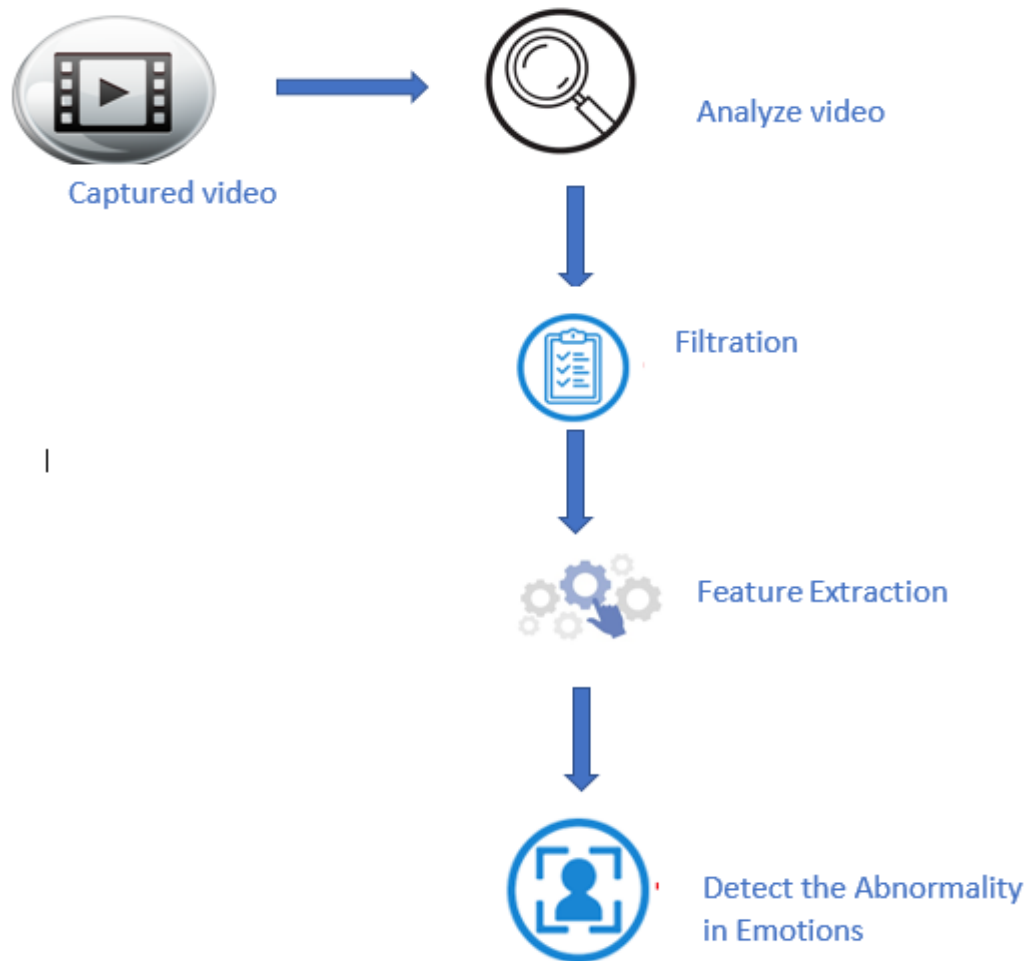 Analyze video
Captured video
Filtration
Feature Extraction
Detect the Abnormality
in Emotions